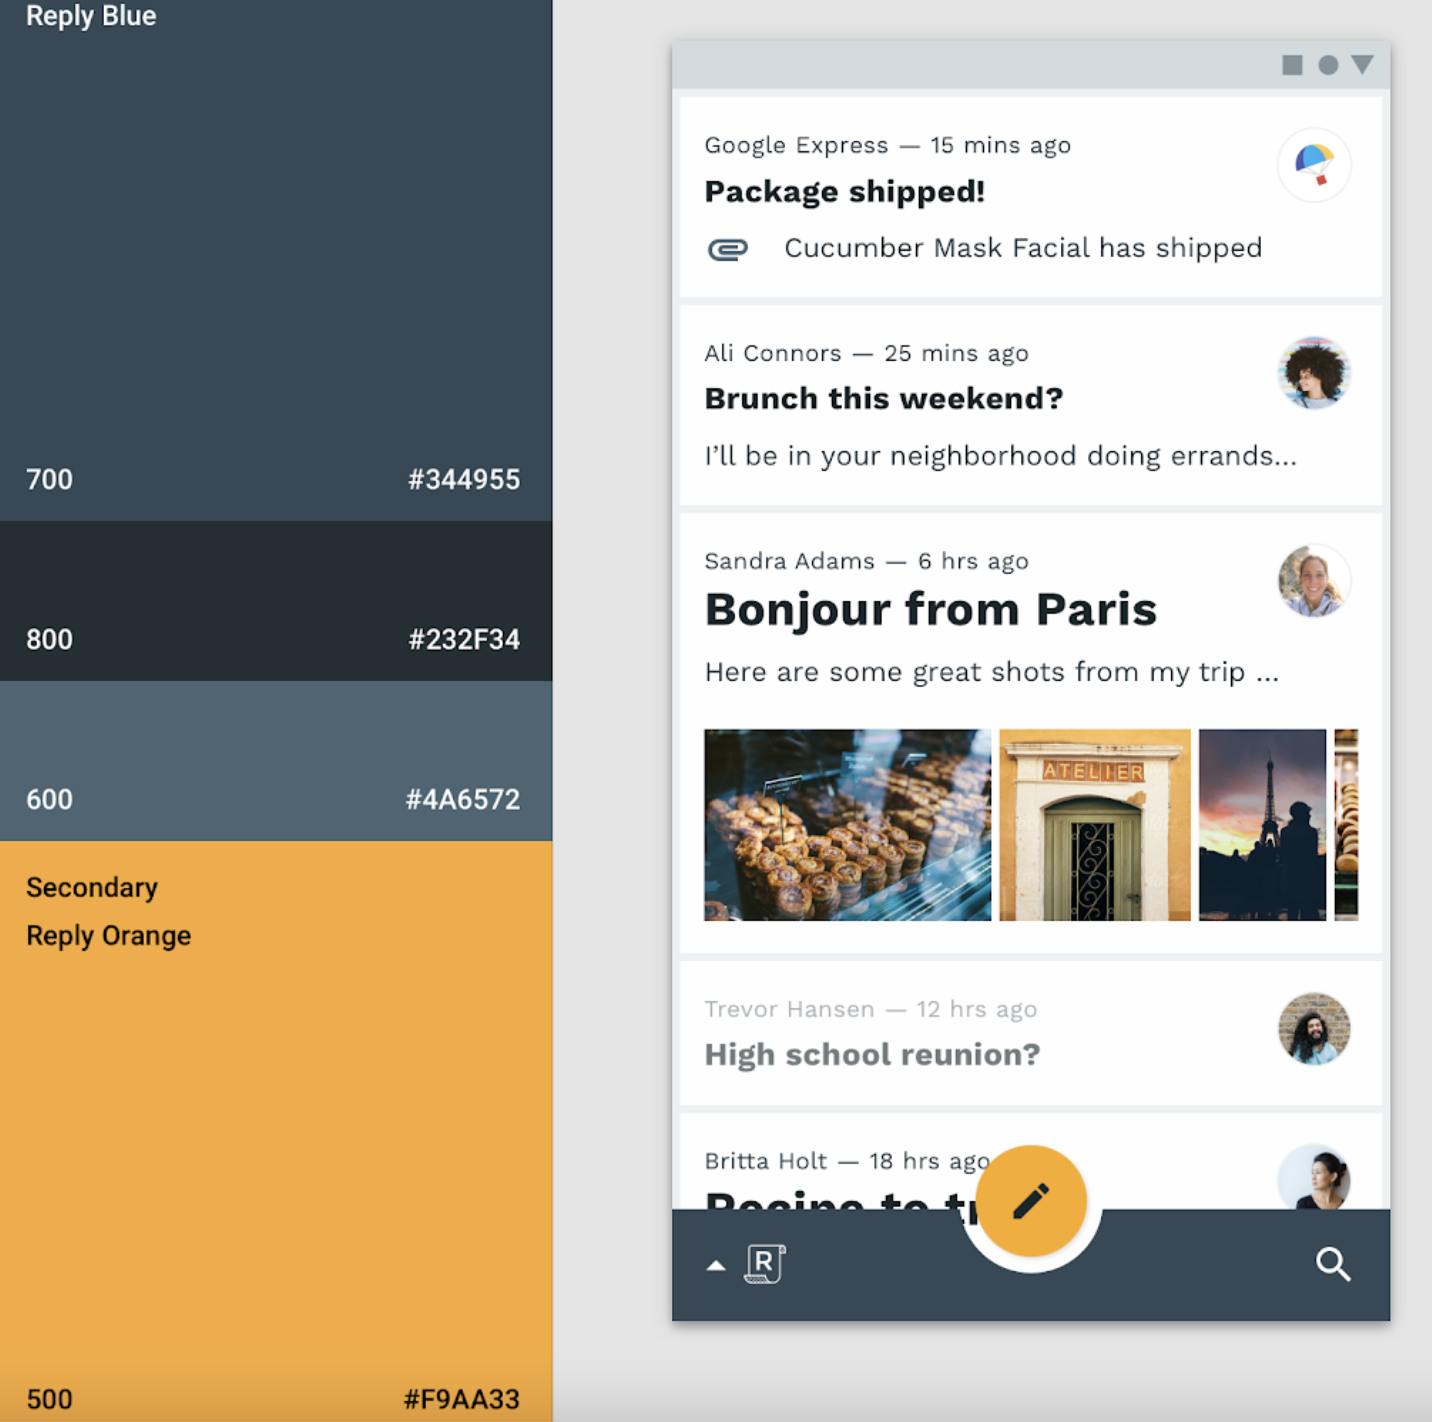 Reply Blue
700 #344955
800 #232F34
600 #4A6572
Secondary
Reply Orange
500 #F9AA33
Google Express — 15 mins ago
Package shipped!
Cucumber Mask Facial has shipped
Ali Connors — 25 mins ago
Brunch this weekend?
I’ll be in your neighborhood doing errands...
Sandra Adams — 6 hrs ago
Bonjour from Paris
Here are some great shots from my trip ...
ATELIER
Trevor Hansen — 12 hrs ago
High school reunion?
Britta Holt — 18 hrs ago
Recipe to
R